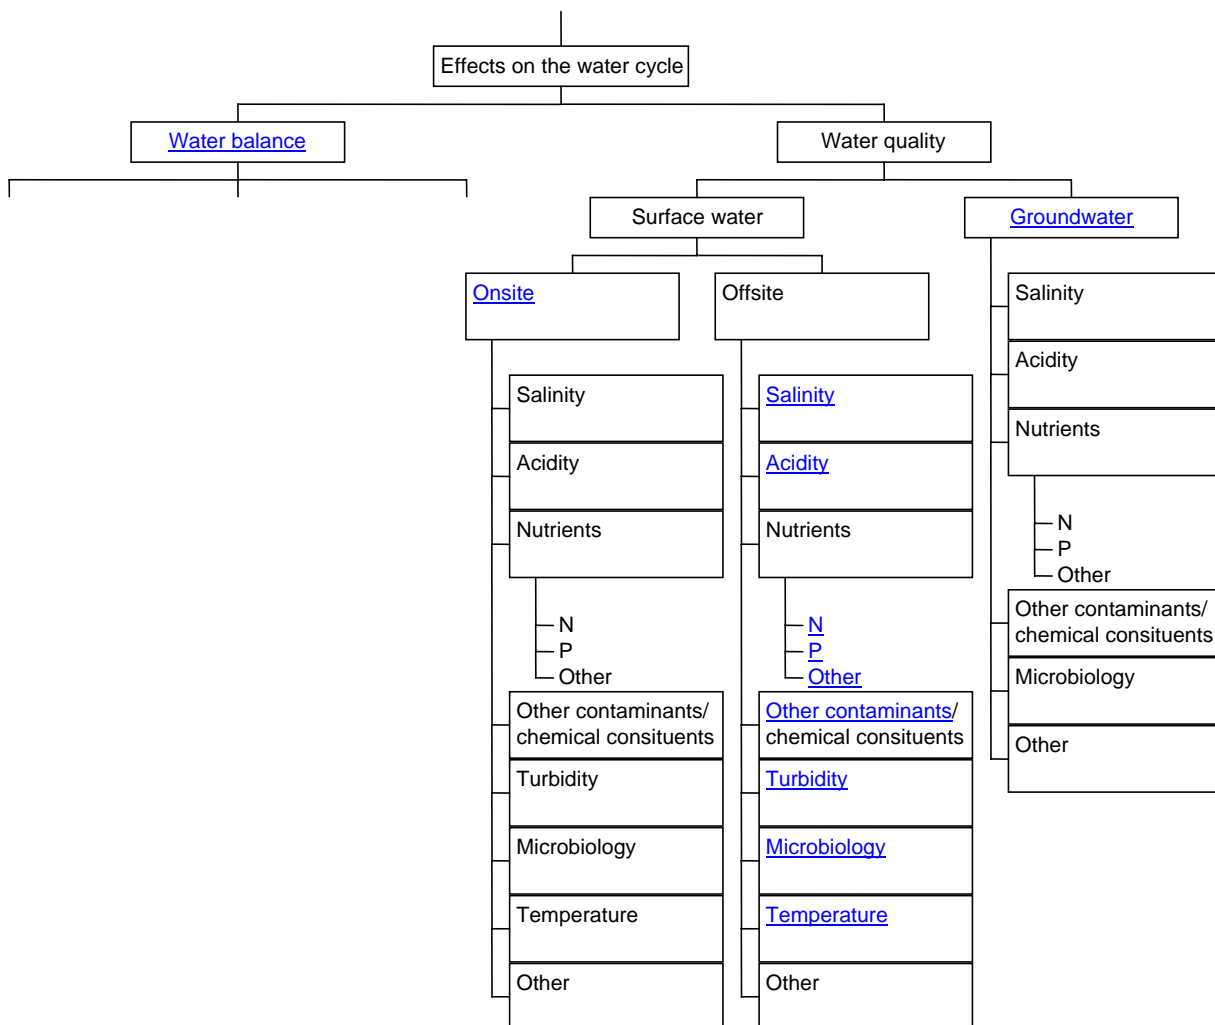 Effects on the water cycle
Water balance
Water quality
Surface water
Groundwater
Onsite
Salinity
Acidity
Nutrients
N
P
Other
Other contaminants/
chemical consituents
Turbidity
Microbiology
Temperature
Other
Offsite
Salinity
Acidity
Nutrients
N
P
Other
Other contaminants/
chemical consituents
Turbidity
Microbiology
Temperature
Other
Salinity
Acidity
Nutrients
N
P
Other
Other contaminants/
chemical consituents
Microbiology
Other